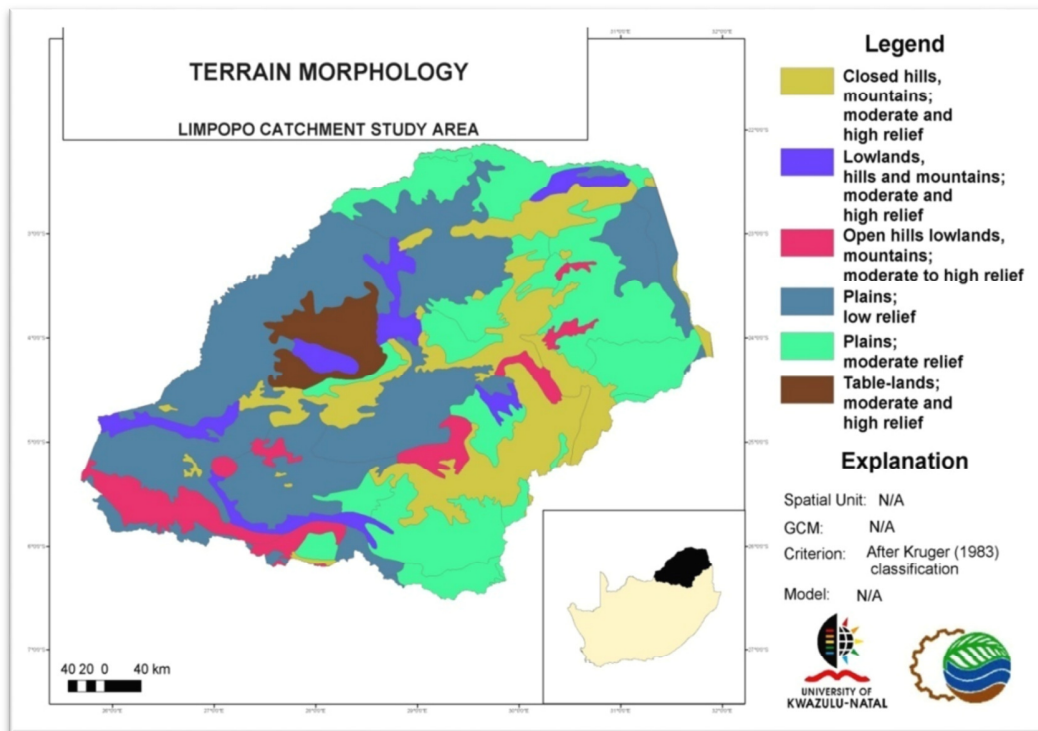 TERRAIN MORPHOLOGY
LIMPOPO CATCHMENT STUDY AREA
Legend
Closed hills,
mountains;
moderate and
high relief
Lowlands,
hills and mountains;
moderate and
high relief
Open hills lowlands,
mountains;
moderate to high relief
Plains;
low relief
Plains;
moderate relief
Table-lands;
moderate and
high relief
Explanation
Spatial Unit: N/A
GCM: N/A
Criterion: After Kruger (1983)
classification
Model: N/A
40 20 0 40 km
UNIVERSITY OF
KWAZULU-NATAL